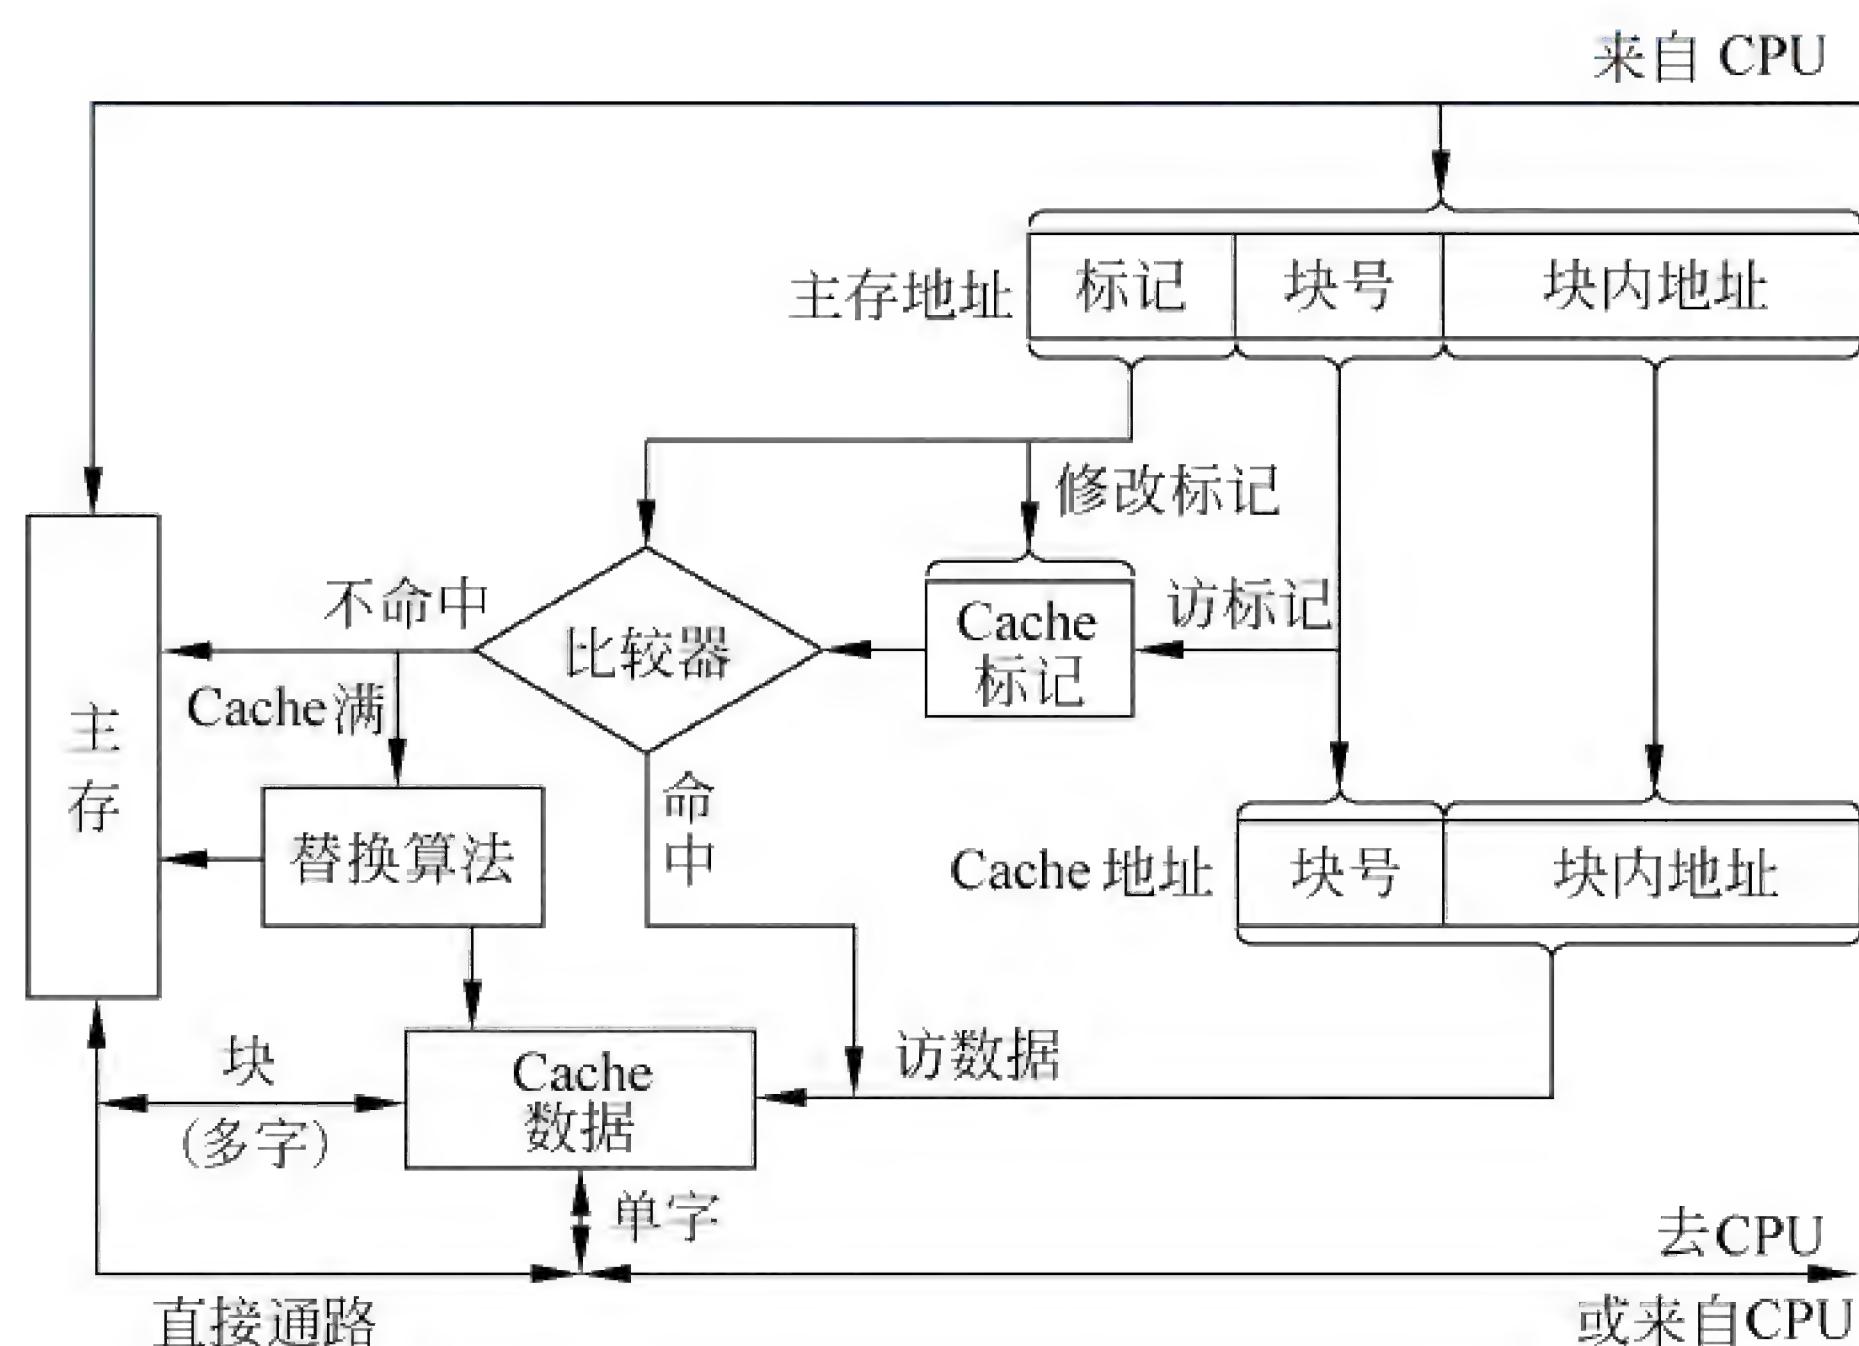 来自 CPU
主存地址
标记
块号
块内地址
修改标记
不命中
比较器
Cache
标记
访标记
Cache满
主
存
命
中
替换算法
Cache 地址
块号
块内地址
块
(多字)
Cache
数据
访数据
单字
去CPU
直接通路
或来自CPU